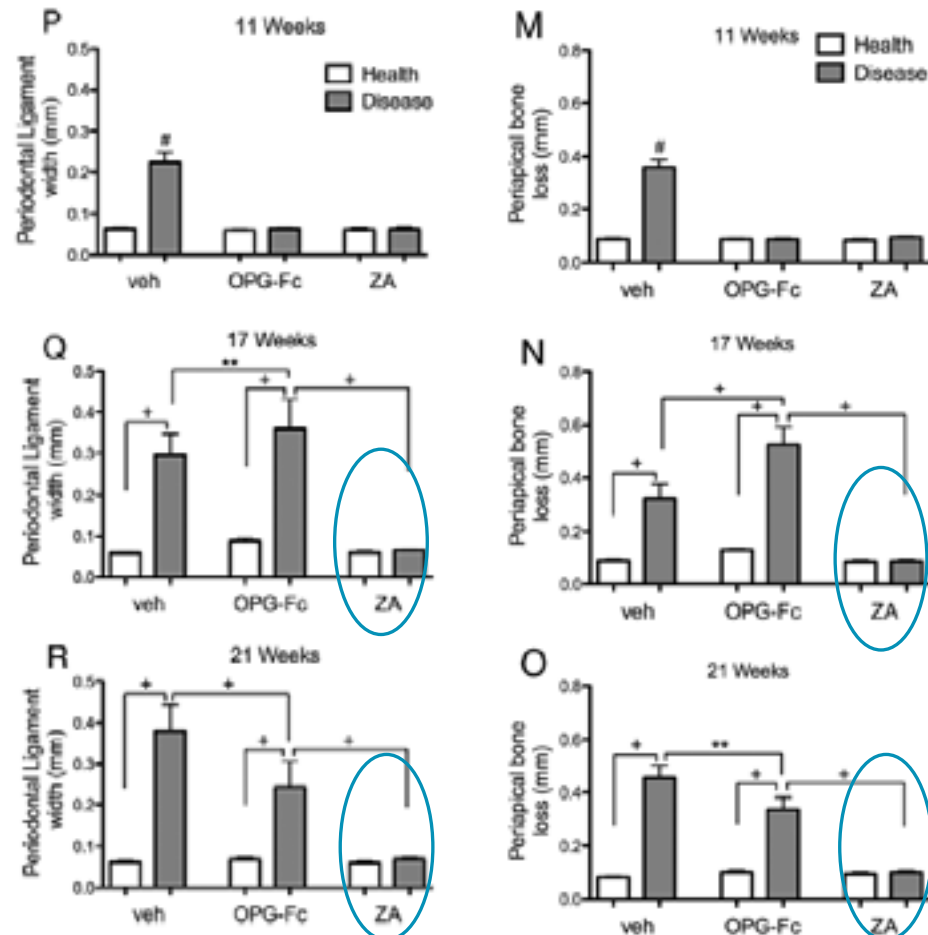 P
11 Weeks
Periodontal Ligament
width (mm)
0.5
0.4
0.3
0.2
0.1
0.0
Health
Disease
#
veh OPG-Fc ZA
M
11 Weeks
Periapical bone
loss (mm)
0.8
0.6
0.4
0.2
0.0
Health
Disease
#
veh OPG-Fc ZA
Q
17 Weeks
Periodontal Ligament
width (mm)
0.5
0.4
0.3
0.2
0.1
0.0
**
+ + +
veh OPG-Fc ZA
N
17 Weeks
Periapical bone
loss (mm)
0.8
0.6
0.4
0.2
0.0
+
+ + +
veh OPG-Fc ZA
R
21 Weeks
Periodontal Ligament
width (mm)
0.5
0.4
0.3
0.2
0.1
0.0
+ +
+ +
veh OPG-Fc ZA
O
21 Weeks
Periapical bone
loss (mm)
0.8
0.6
0.4
0.2
0.0
+ **
+ +
veh OPG-Fc ZA